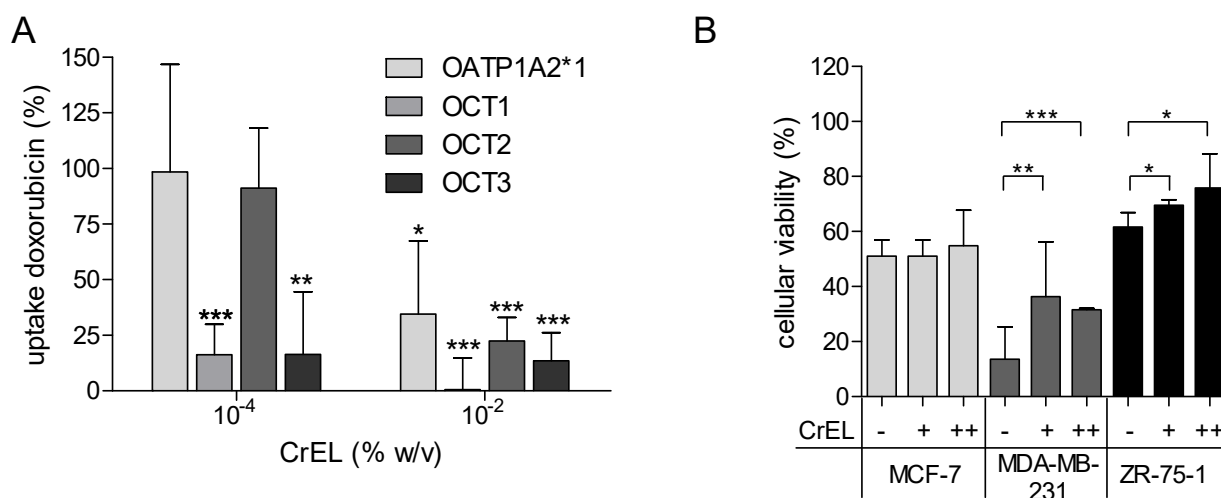 A
150
125
100
75
50
25
0
uptake doxorubicin (%)
OATP1A2*1
OCT1
OCT2
OCT3
***
**
*
***
***
***
10-4
10-2
CrEL (% w/v)
B
120
100
80
60
40
20
0
cellular viability (%)
***
**
*
*
CrEL - + ++ - + ++ - + ++
MCF-7 MDA-MB-231 ZR-75-1